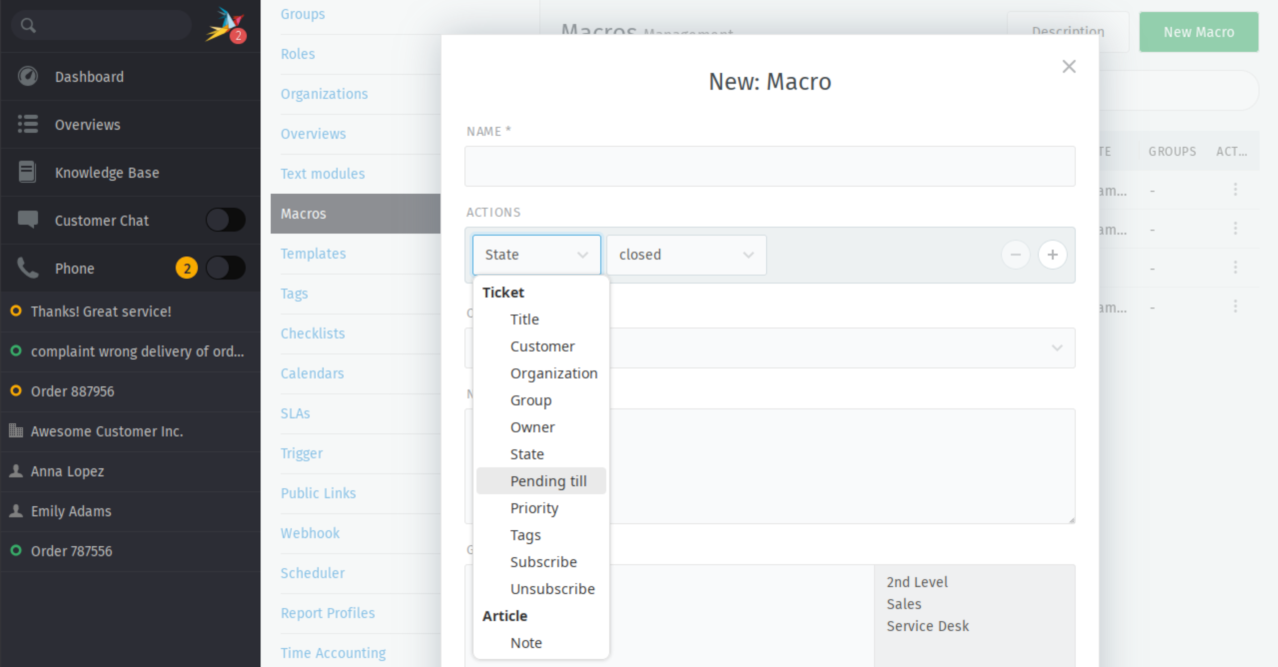 2
Dashboard
Overviews
Knowledge Base
Customer Chat
Phone 2
Thanks! Great service!
complaint wrong delivery of ord...
Order 887956
Awesome Customer Inc.
Anna Lopez
Emily Adams
Order 787556
Groups
Roles
Organizations
Overviews
Text modules
Macros
Templates
Tags
Checklists
Calendars
SLAs
Trigger
Public Links
Webhook
Scheduler
Report Profiles
Time Accounting
Macros Management
Description
New Macro
GROUPS ACT...
-
-
-
-
New: Macro
NAME *
ACTIONS
State closed
Ticket
Title
Customer
Organization
Group
Owner
State
Pending till
Priority
Tags
Subscribe
Unsubscribe
Article
Note
2nd Level
Sales
Service Desk